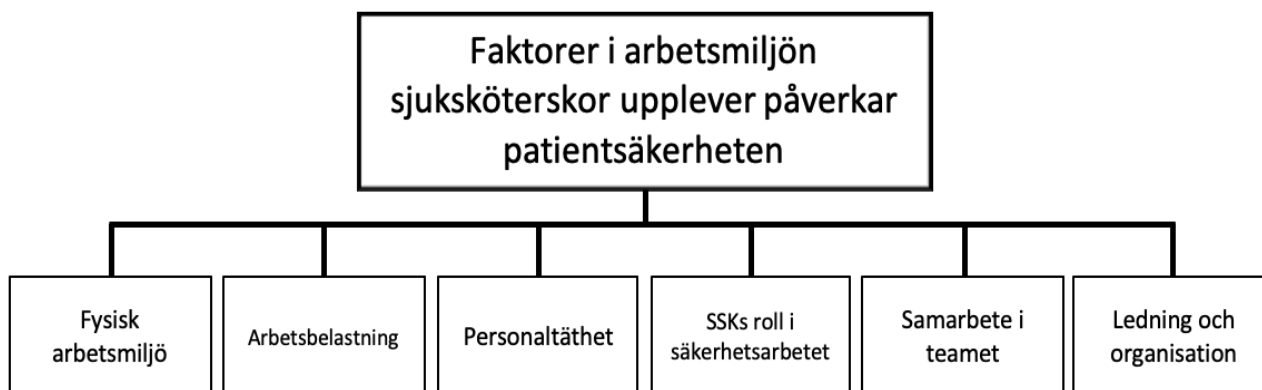 Faktorer i arbetsmiljön
sjuksköterskor upplever påverkar
patientsäkerheten
Fysisk
arbetsmiljö
Arbetsbelastning
Personaltäthet
SSKs roll i
säkerhetsarbetet
Samarbete i
teamet
Ledning och
organisation